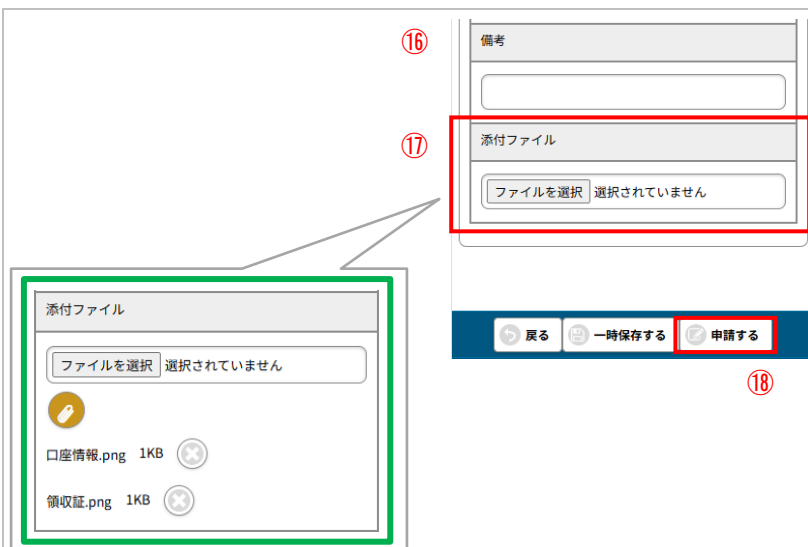 ⑯
備考
⑰
添付ファイル
ファイルを選択 選択されていません
戻る 一時保存する 申請する
⑱
添付ファイル
ファイルを選択 選択されていません
口座情報.png 1KB
領収証.png 1KB